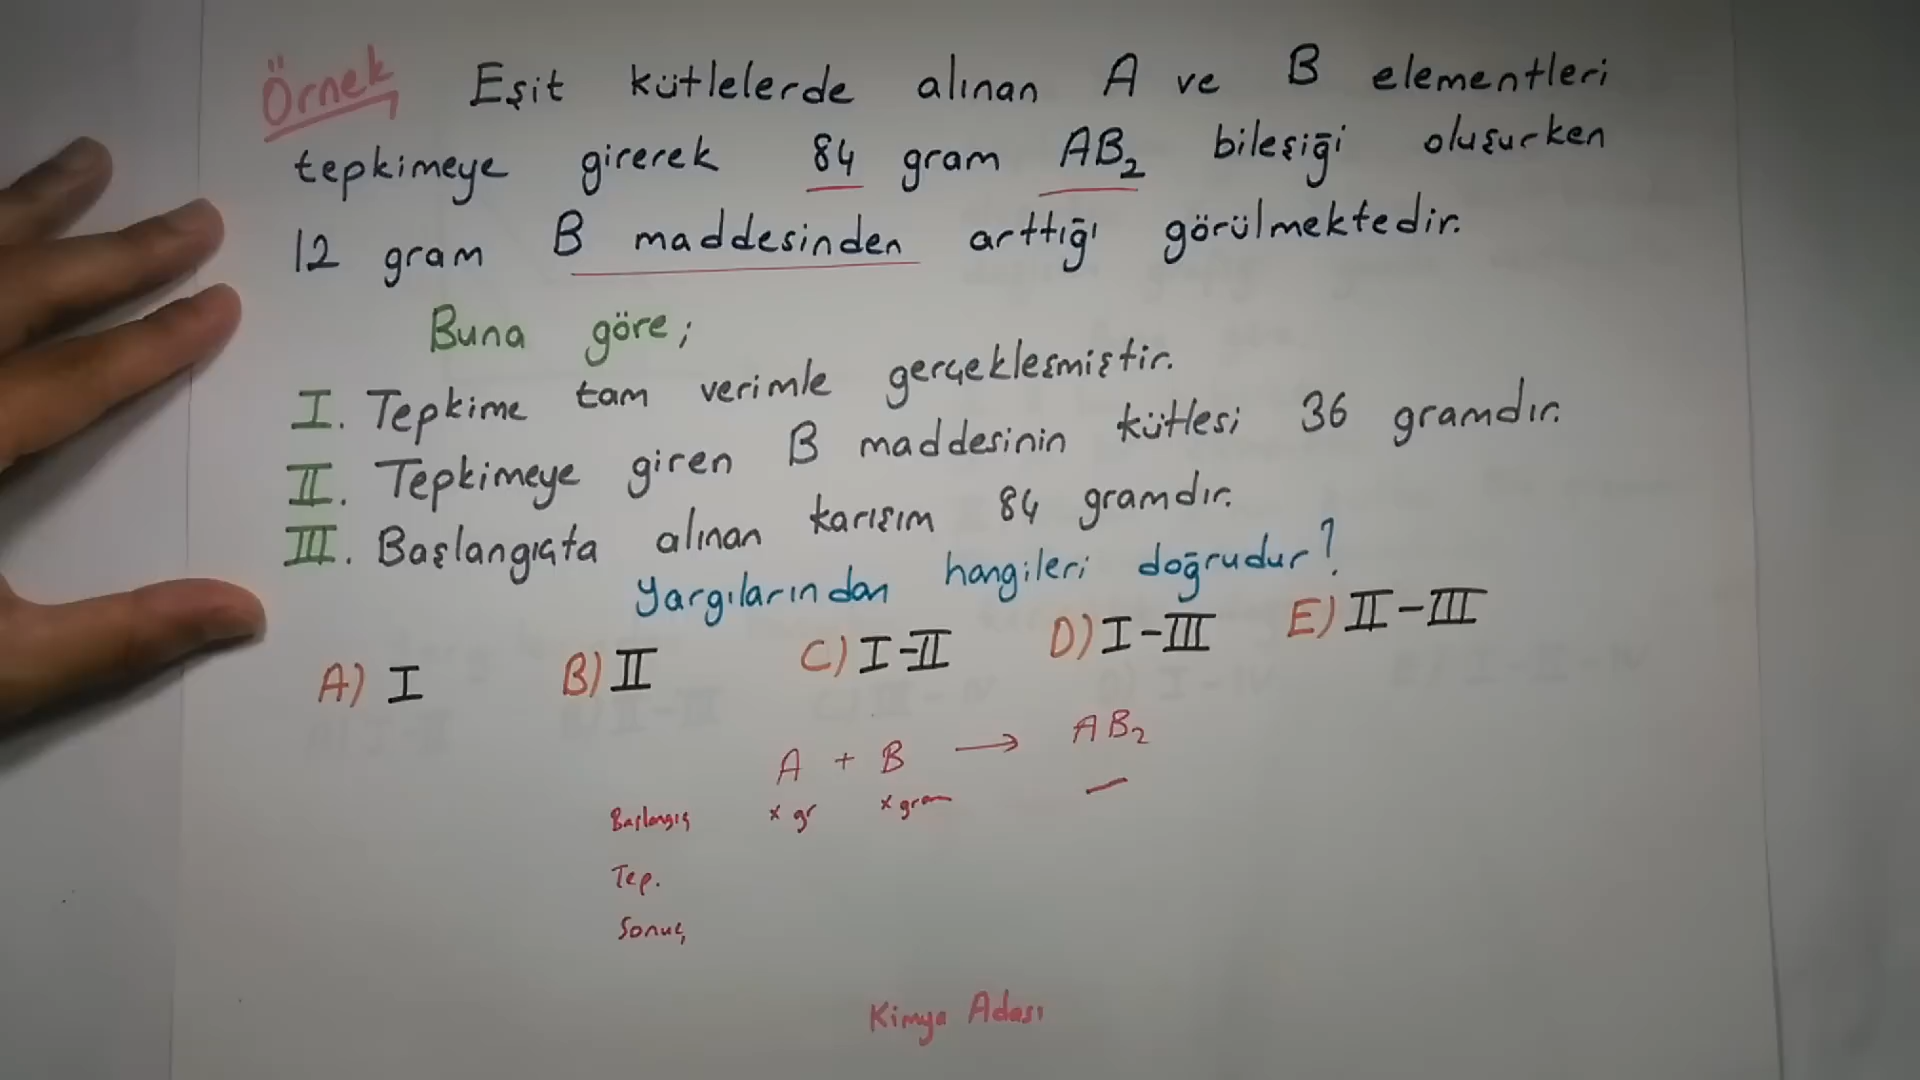 Örnek Eşit kütlelerde alınan A ve B elementleri
tepkimeye girerek 84 gram AB₂ bileşiği oluşurken
12 gram B maddesinden arttığı görülmektedir.
Buna göre;
I. Tepkime tam verimle gerçekleşmiştir.
II. Tepkimeye giren B maddesinin kütlesi 36 gramdır.
III. Başlangıçta alınan karışım 84 gramdır.
Yargılarından hangileri doğrudur?
A) I B) II C) I-II D) I-III E) II-III
A + B → AB₂
Başlangıç x gr x gram —
Tep.
Sonuç
Kimya Adası